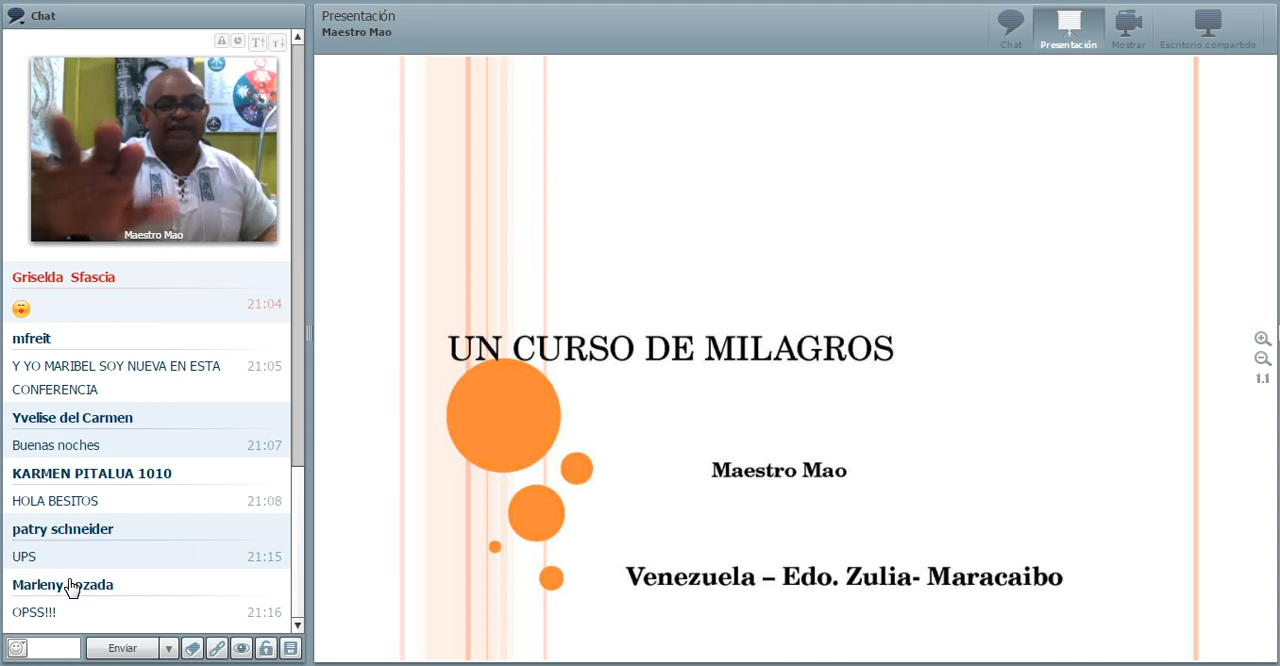 Chat
Maestro Mao
Griselda Sfascia
21:04
mfreit
Y YO MARIBEL SOY NUEVA EN ESTA
CONFERENCIA
21:05
Yvelise del Carmen
Buenas noches
21:07
KARMEN PITALUA 1010
HOLA BESITOS
21:08
patry schneider
UPS
21:15
Marleny
OPSS!!!
21:16
Enviar
Presentación
Maestro Mao
Chat
Presentación
Mostrar
Escritorio compartido
UN CURSO DE MILAGROS
Maestro Mao
Venezuela – Edo. Zulia- Maracaibo
1.1